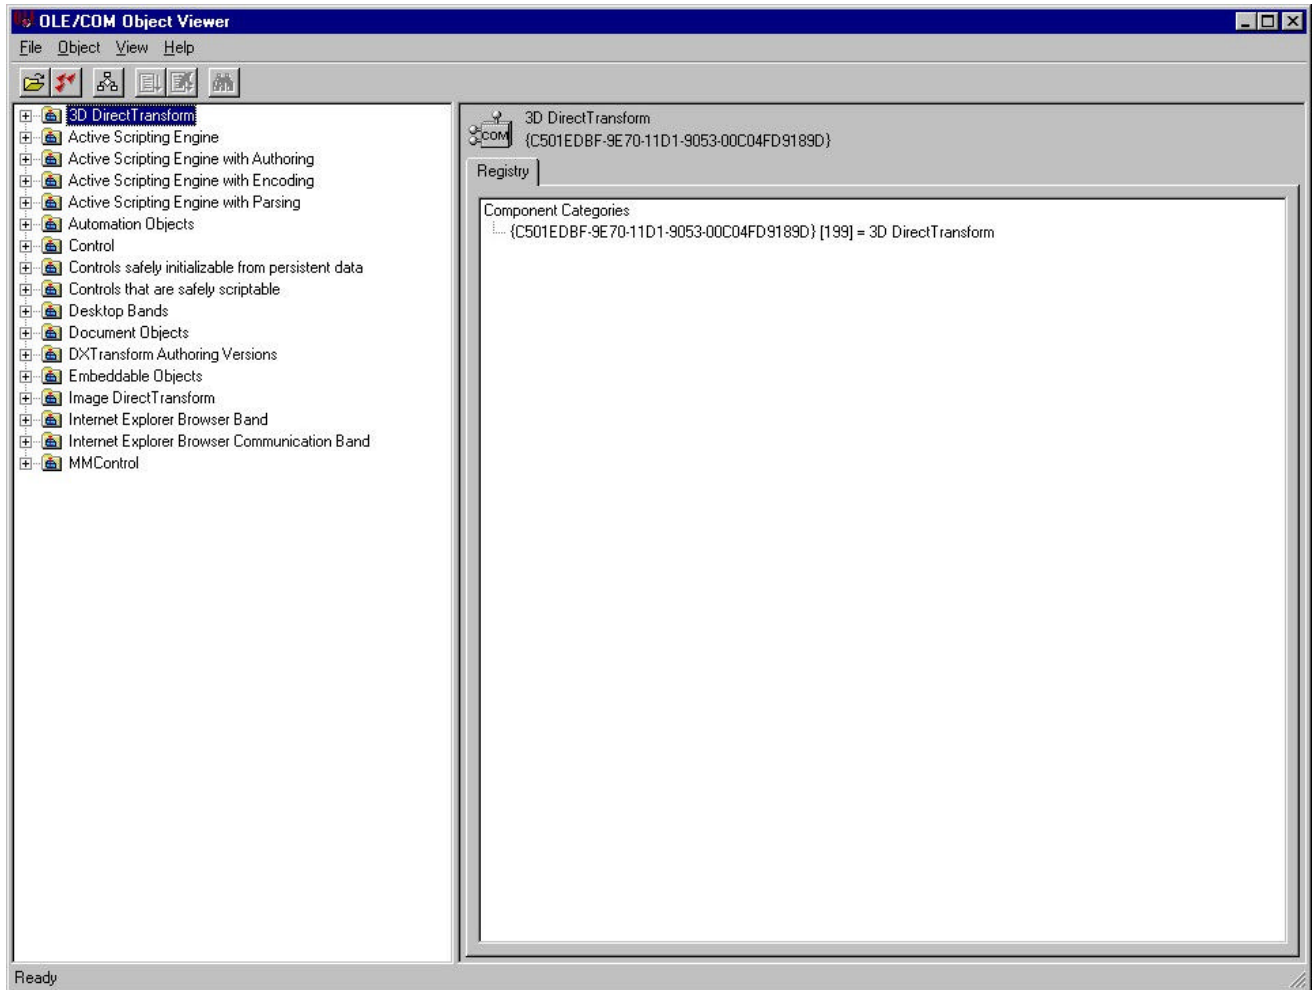 OLE/COM Object Viewer
File Object View Help
3D DirectTransform
Active Scripting Engine
Active Scripting Engine with Authoring
Active Scripting Engine with Encoding
Active Scripting Engine with Parsing
Automation Objects
Control
Controls safely initializable from persistent data
Controls that are safely scriptable
Desktop Bands
Document Objects
DXTransform Authoring Versions
Embeddable Objects
Image DirectTransform
Internet Explorer Browser Band
Internet Explorer Browser Communication Band
MMControl
COM
3D DirectTransform
{C501EDBF-9E70-11D1-9053-00C04FD9189D}
Registry
Component Categories
{C501EDBF-9E70-11D1-9053-00C04FD9189D} [199] = 3D DirectTransform
Ready